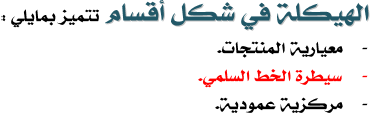 الهيكلة في شكل أقسام تتميز بمايلي :
- معيارية المنتجات.
- سيطرة الخط السلمي.
- مركزية عمودية.